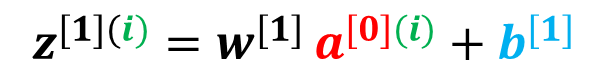 z^[1](i) = w^[1] a^[0](i) + b^[1]